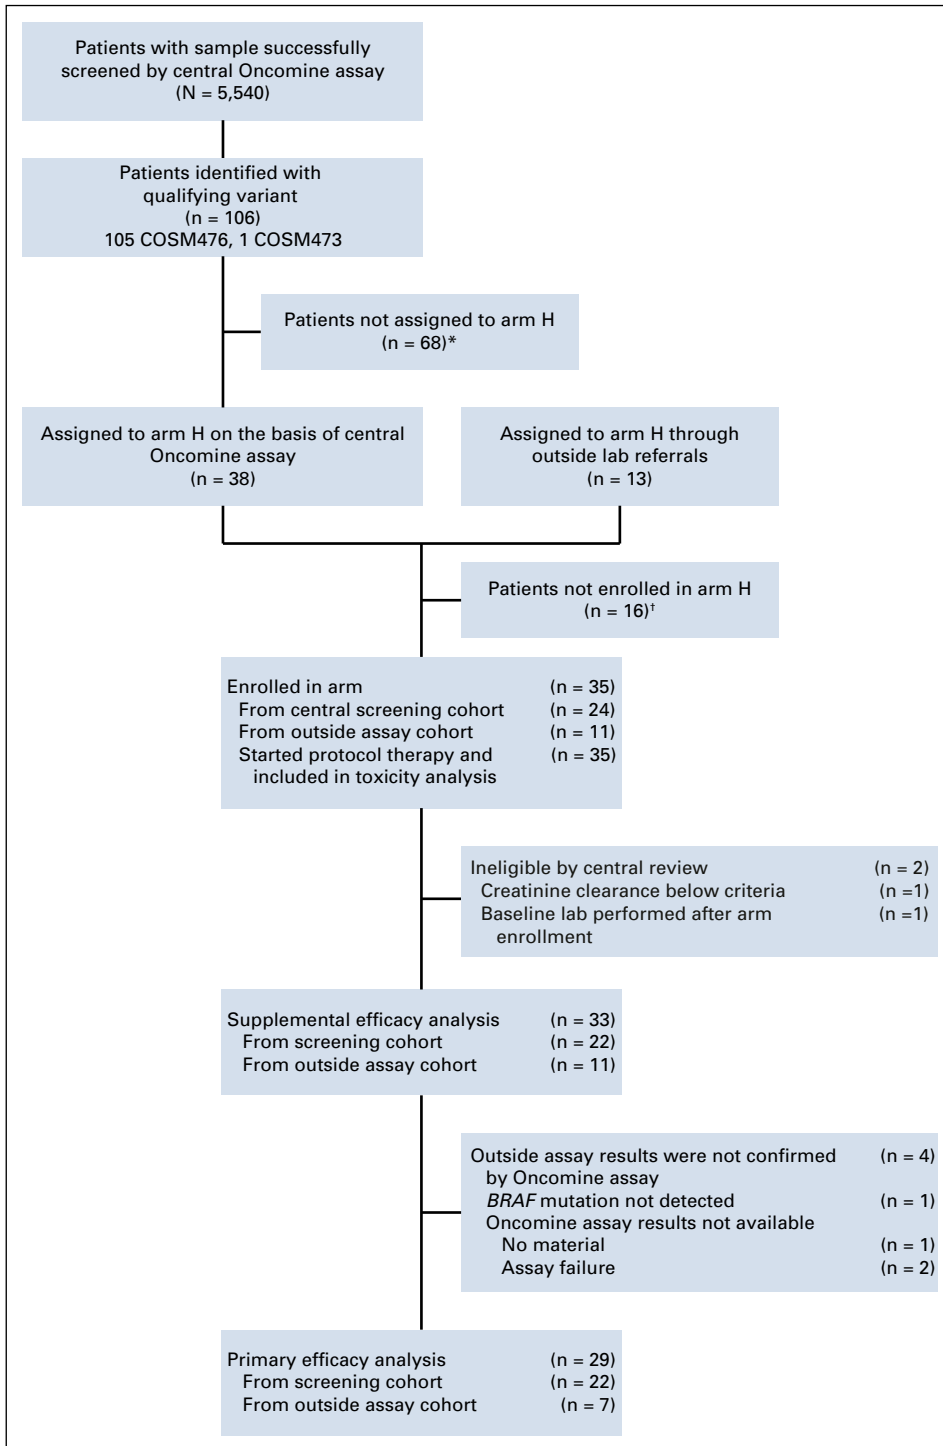 Patients with sample successfully
screened by central Oncomine assay
(N = 5,540)
Patients identified with
qualifying variant
(n = 106)
105 COSM476, 1 COSM473
Patients not assigned to arm H
(n = 68)*
Assigned to arm H on the basis of central
Oncomine assay
(n = 38)
Assigned to arm H through
outside lab referrals
(n = 13)
Patients not enrolled in arm H
(n = 16)†
Enrolled in arm (n = 35)
From central screening cohort (n = 24)
From outside assay cohort (n = 11)
Started protocol therapy and (n = 35)
included in toxicity analysis
Ineligible by central review (n = 2)
Creatinine clearance below criteria (n =1)
Baseline lab performed after arm (n =1)
enrollment
Supplemental efficacy analysis (n = 33)
From screening cohort (n = 22)
From outside assay cohort (n = 11)
Outside assay results were not confirmed (n = 4)
by Oncomine assay
BRAF mutation not detected (n = 1)
Oncomine assay results not available
No material (n = 1)
Assay failure (n = 2)
Primary efficacy analysis (n = 29)
From screening cohort (n = 22)
From outside assay cohort (n = 7)